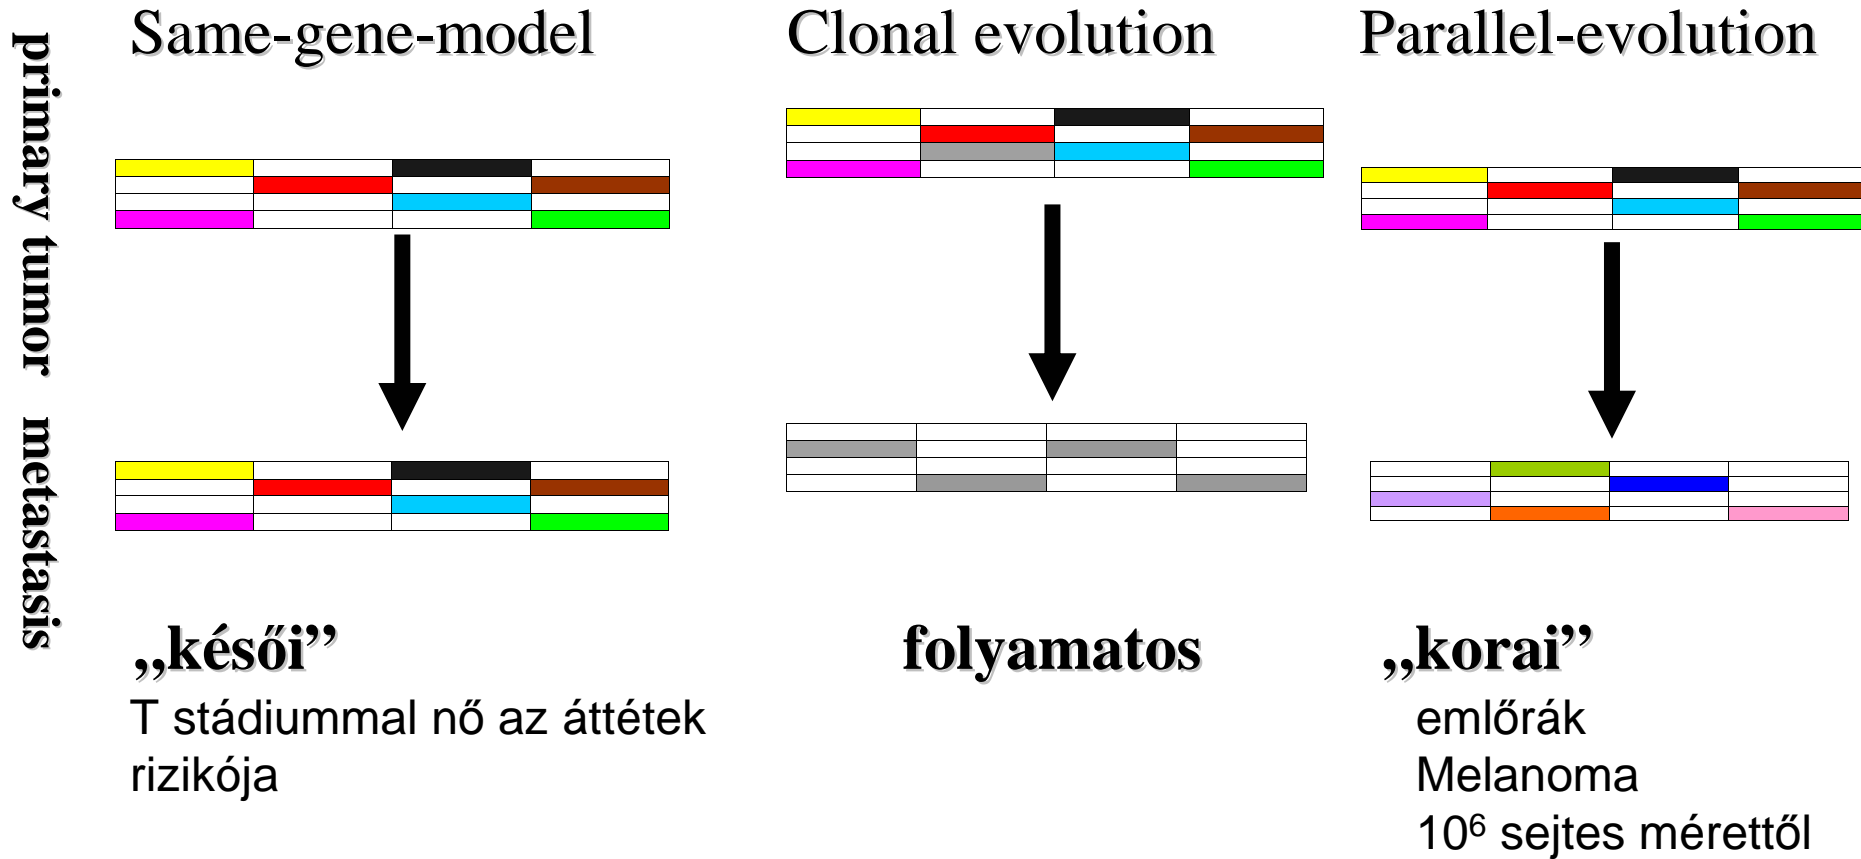 Same-gene-model
Clonal evolution
Parallel-evolution
primary tumor
metastasis
„késői”
T stádiummal nő az áttétek
rizikója
folyamatos
„korai”
emlőrák
Melanoma
10⁶ sejtes mérettől